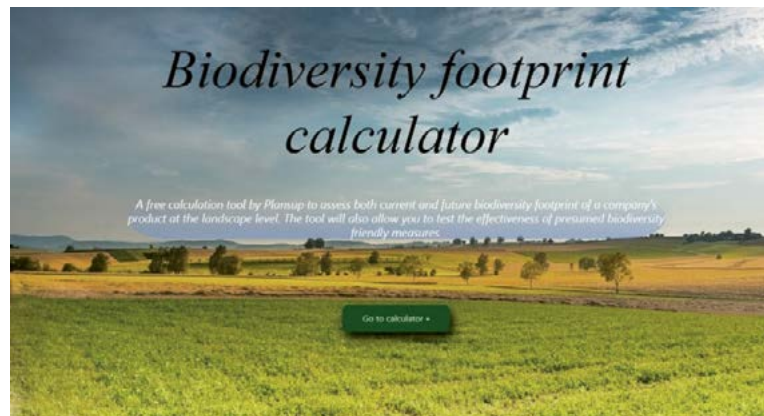 Biodiversity footprint
calculator
A free calculation tool by Plansup to assess both current and future biodiversity footprint of a company's
product at the landscape level. The tool will also allow you to test the effectiveness of presumed biodiversity
friendly measures.
Go to calculator »